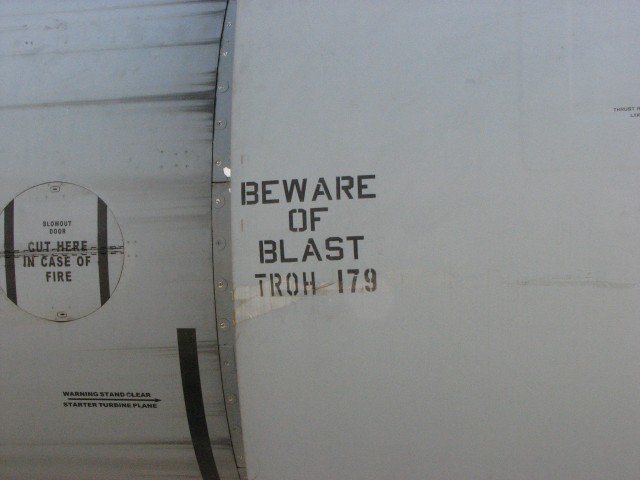 BLOWOUT
DOOR
CUT HERE
IN CASE OF
FIRE
BEWARE
OF
BLAST
TROH 179
WARNING STAND CLEAR
STARTER TURBINE PLANE
THRUST